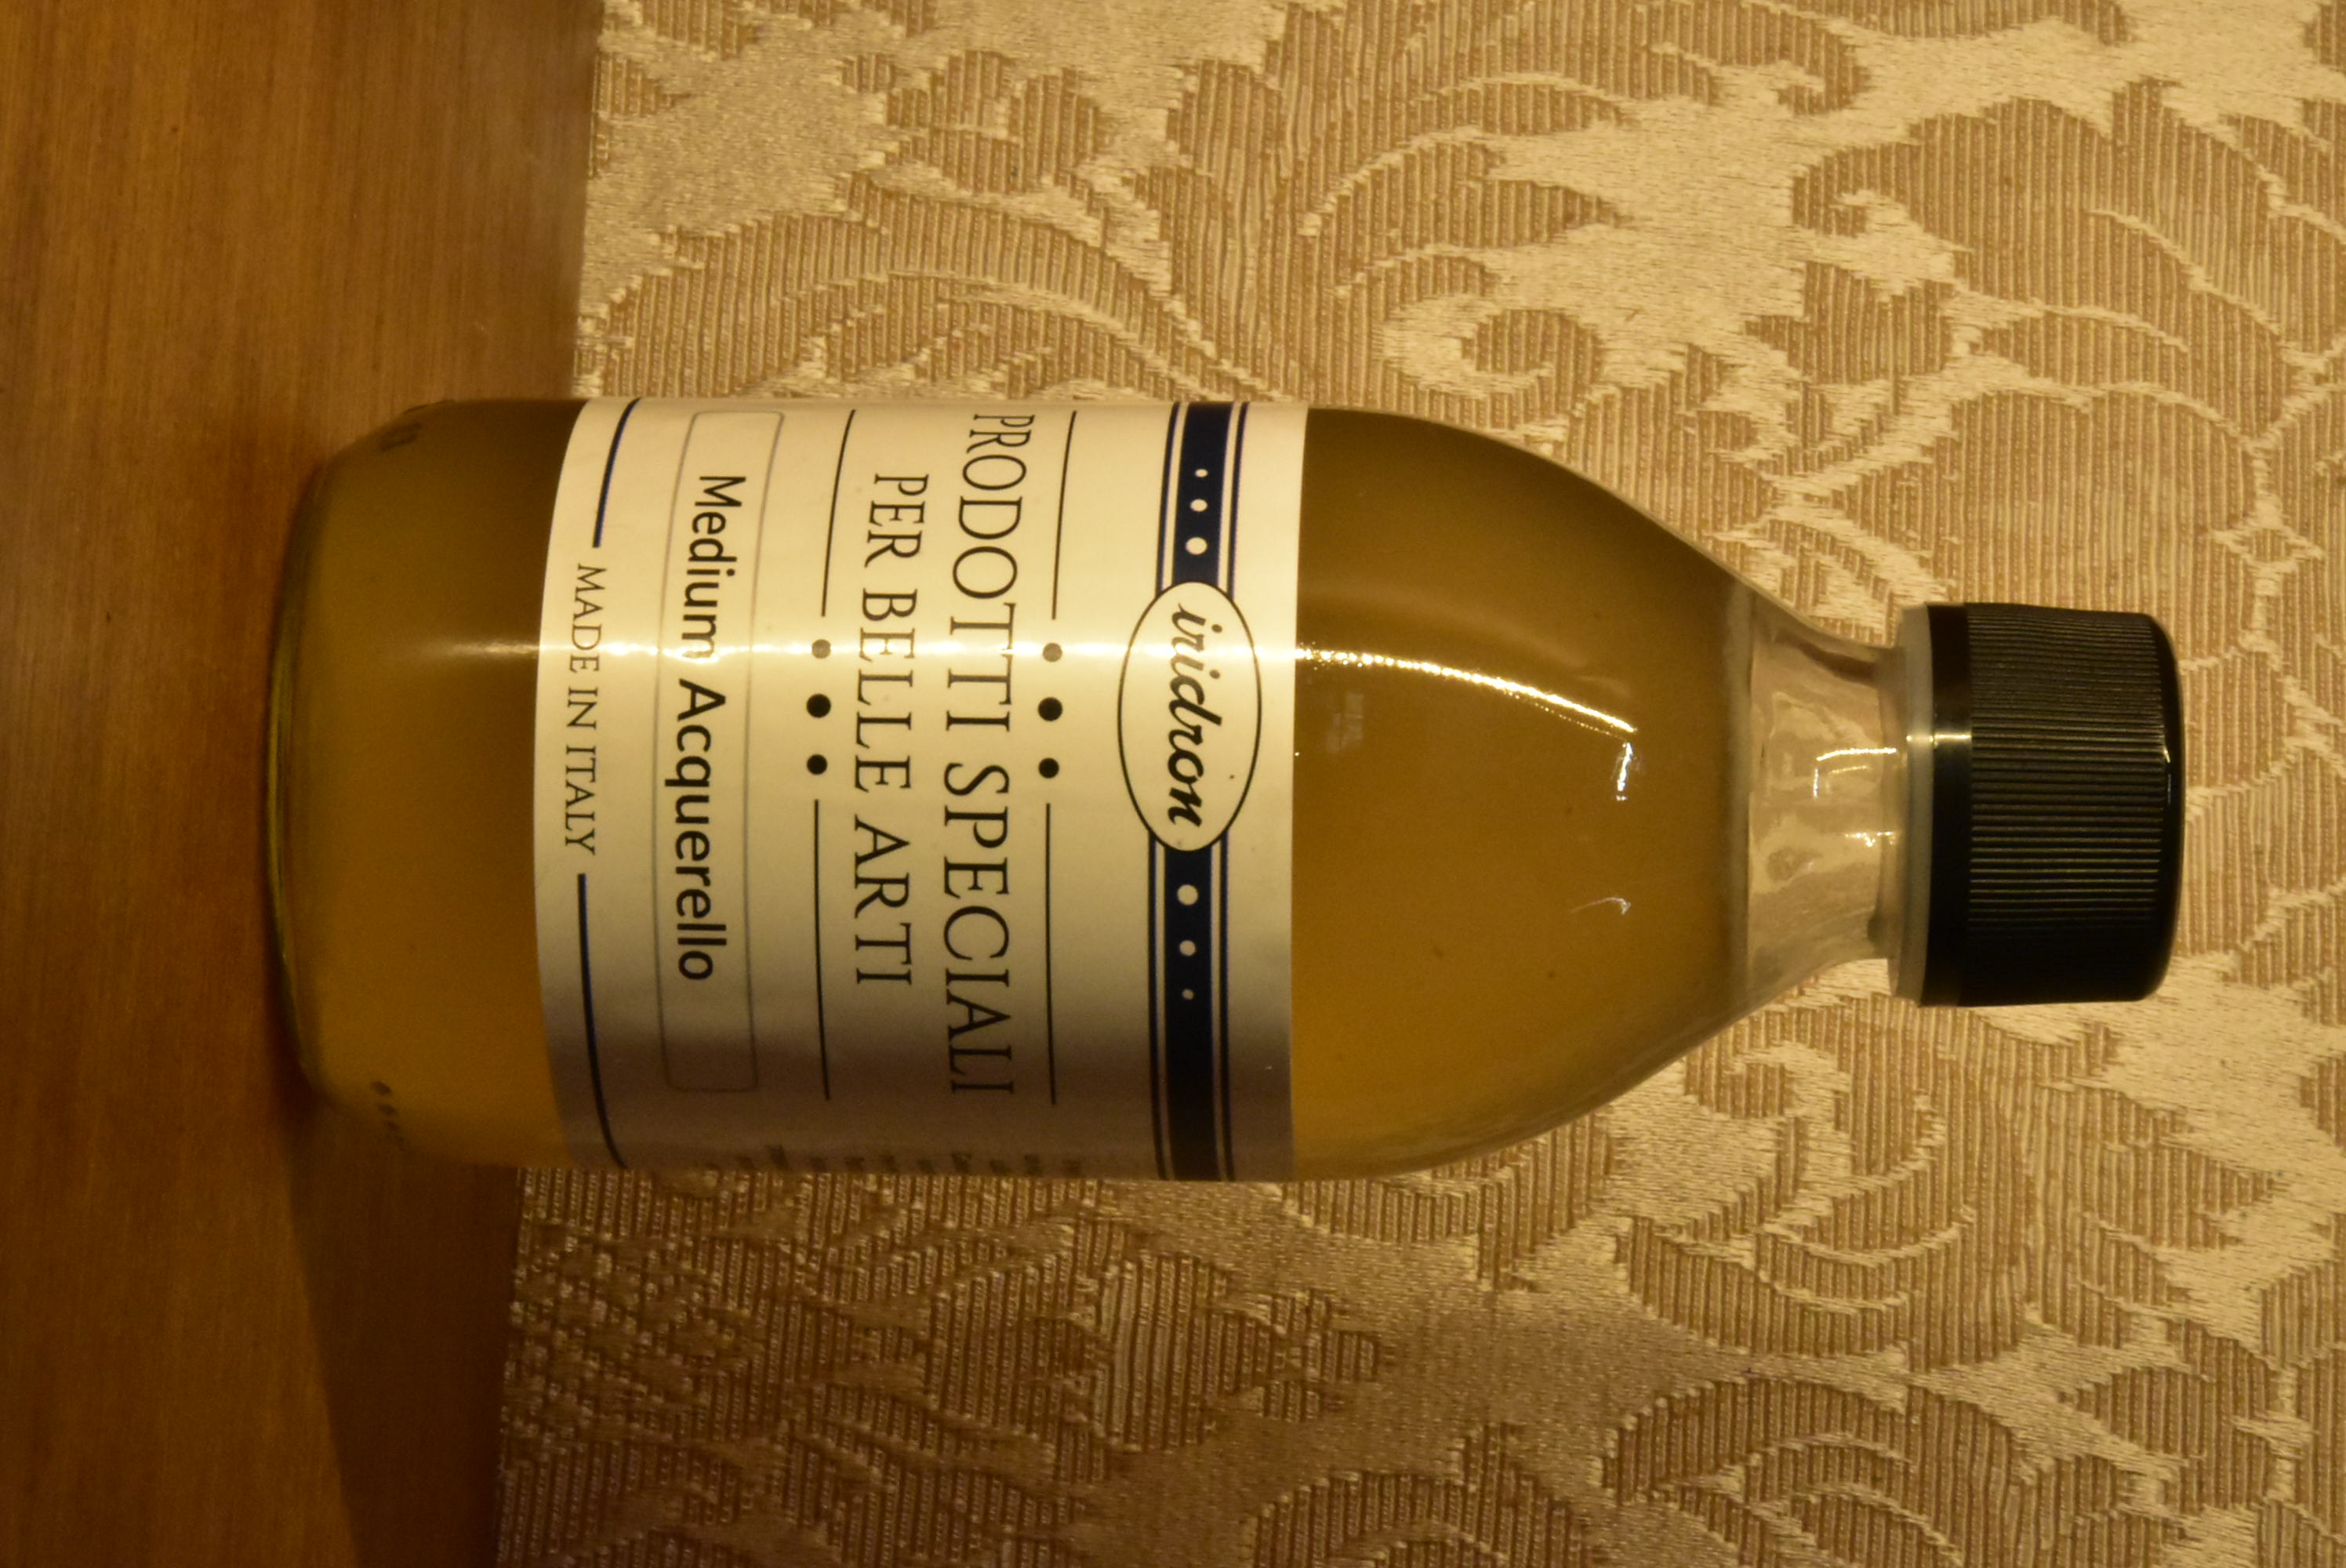 iridron
PRODOTTI SPECIALI
PER BELLE ARTI
Medium Acquerello
MADE IN ITALY